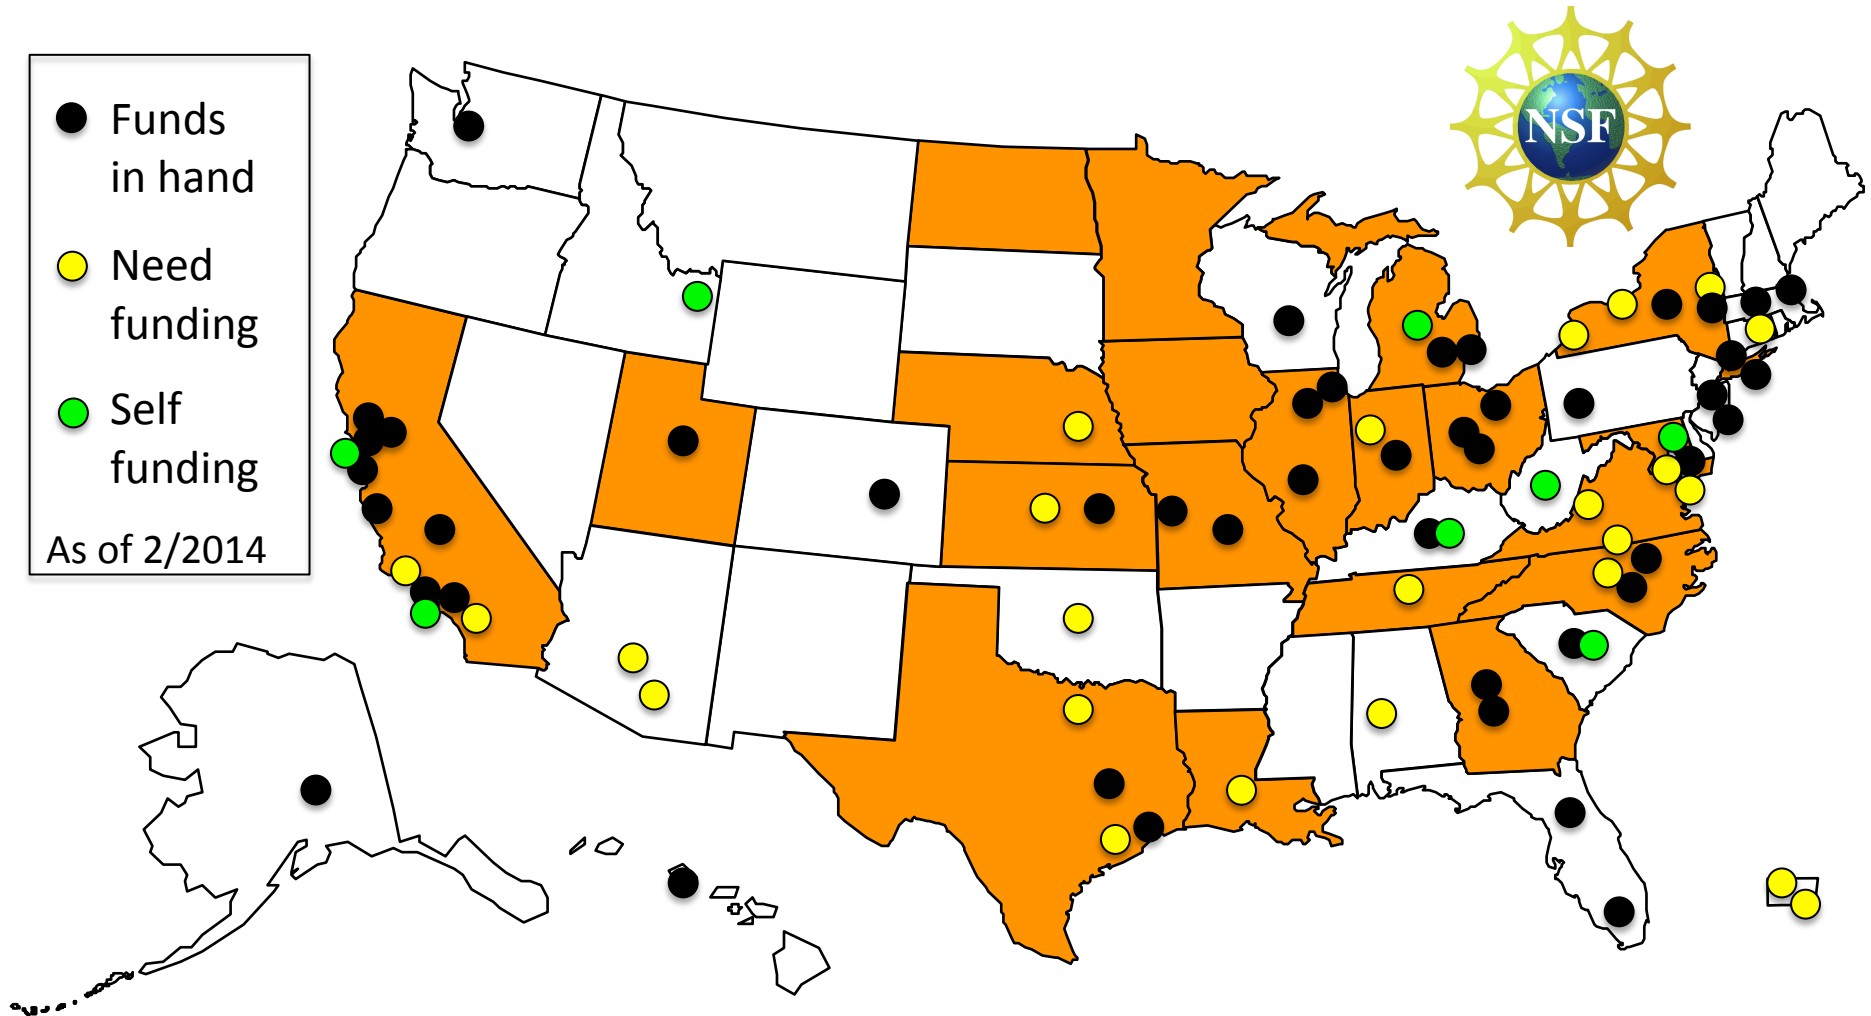 Funds
in hand
Need
funding
Self
funding
As of 2/2014
NSF